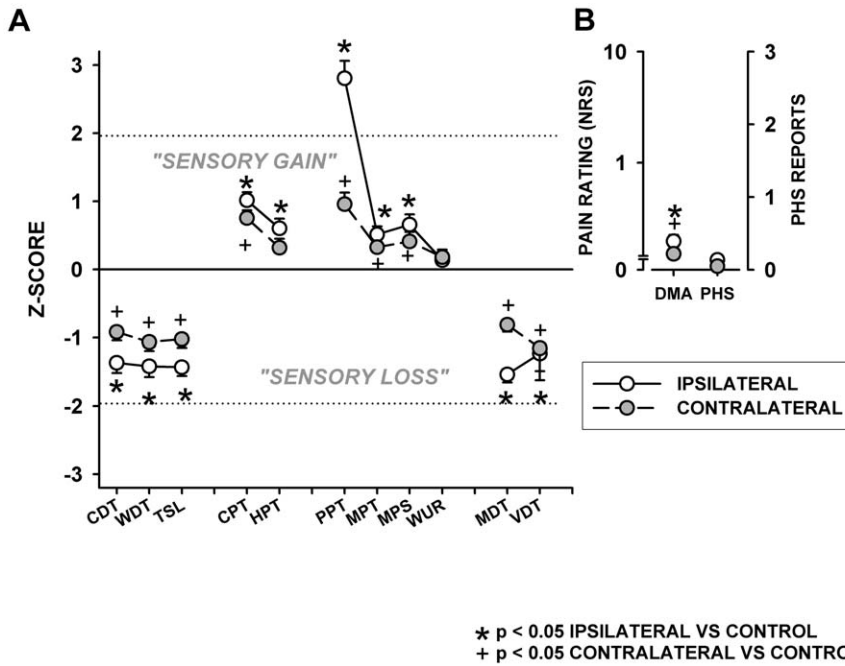 A
B
3
2
1
0
-1
-2
-3
Z-SCORE
"SENSORY GAIN"
"SENSORY LOSS"
*
*
*
*
*
+
+
+
+
+
+
+
+
+
*
*
*
*
*
CDT
WDT
TSL
CPT
HPT
PPT
MPT
MPS
WUR
MDT
VDT
10
1
0
PAIN RATING (NRS)
3
2
1
0
PHS REPORTS
*
+
DMA PHS
IPSILATERAL
CONTRALATERAL
* p < 0.05 IPSILATERAL VS CONTROL
+ p < 0.05 CONTRALATERAL VS CONTRO